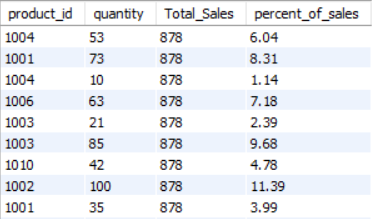 product_id quantity Total_Sales percent_of_sales
1004 53 878 6.04
1001 73 878 8.31
1004 10 878 1.14
1006 63 878 7.18
1003 21 878 2.39
1003 85 878 9.68
1010 42 878 4.78
1002 100 878 11.39
1001 35 878 3.99